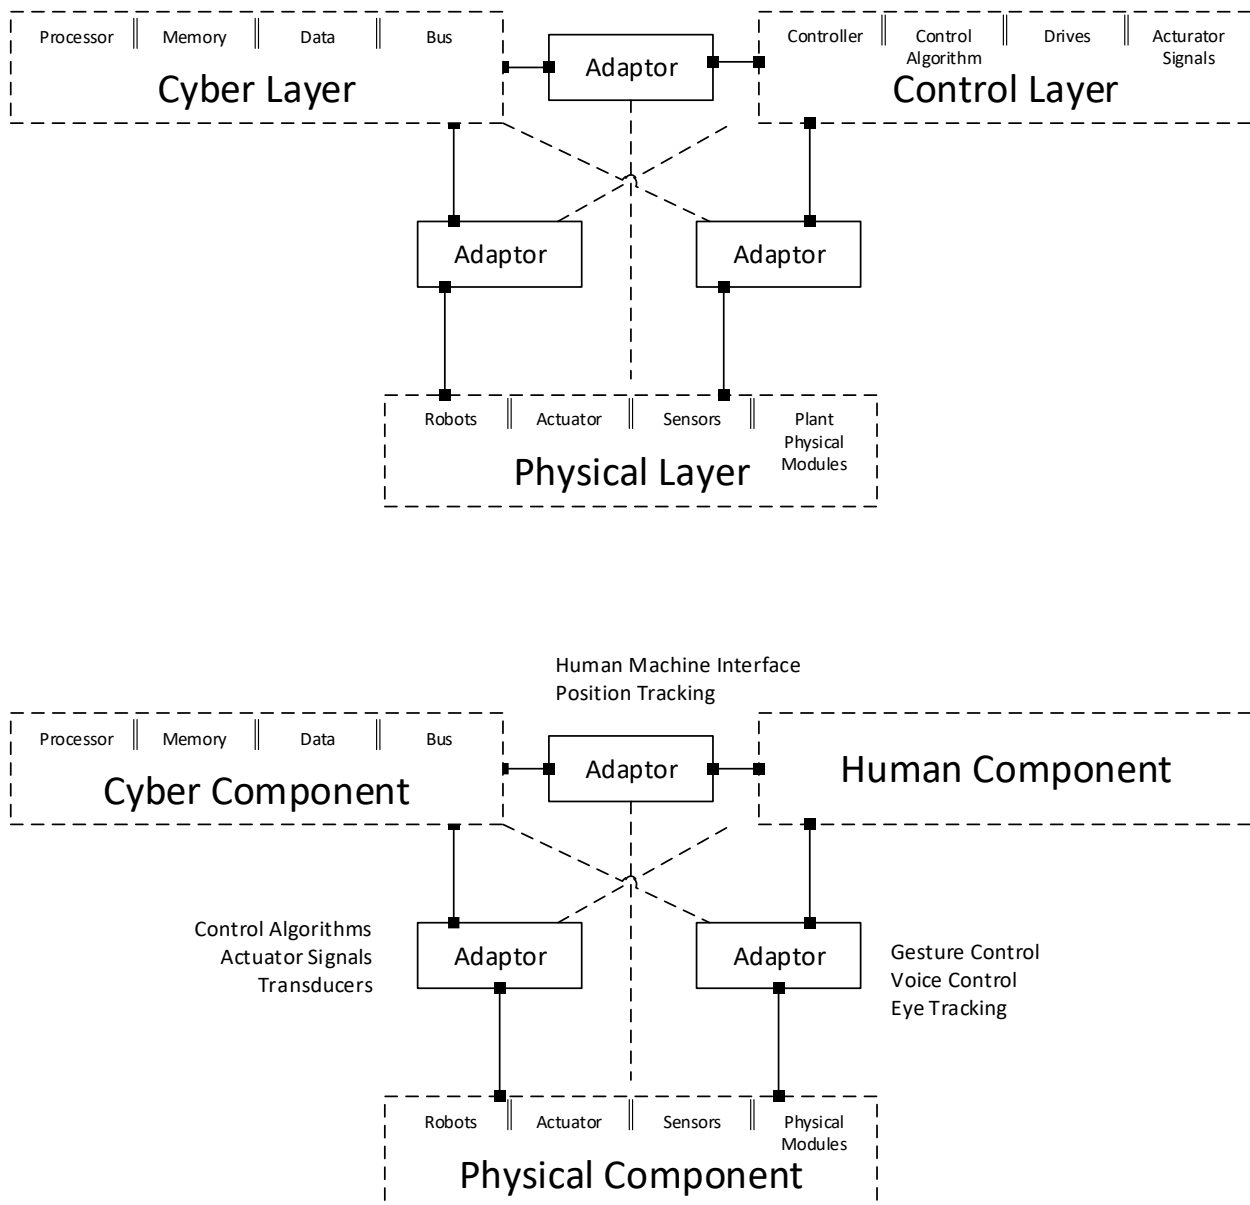 Processor Memory Data Bus
Cyber Layer
Adaptor
Controller Control Drives Acturator
Algorithm Signals
Control Layer
Adaptor
Adaptor
Robots Actuator Sensors Plant
Physical
Modules
Physical Layer
Human Machine Interface
Position Tracking
Processor Memory Data Bus
Cyber Component
Adaptor
Human Component
Control Algorithms
Actuator Signals
Transducers
Adaptor
Adaptor
Gesture Control
Voice Control
Eye Tracking
Robots Actuator Sensors Physical
Modules
Physical Component